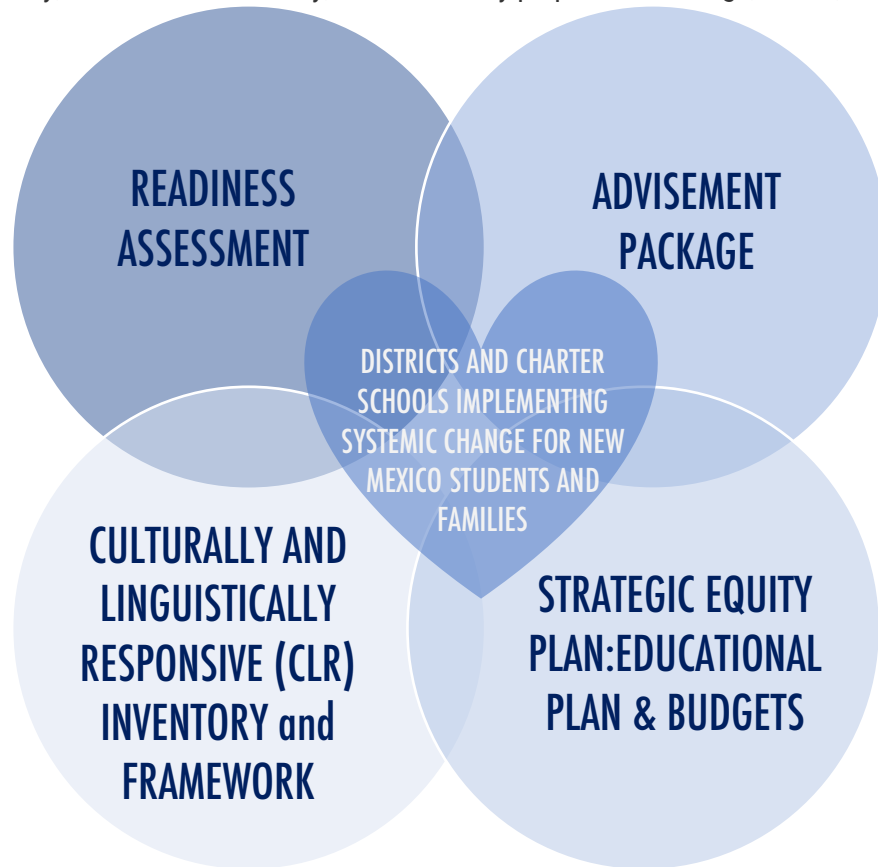 READINESS
ASSESSMENT
ADVISEMENT
PACKAGE
DISTRICTS AND CHARTER
SCHOOLS IMPLEMENTING
SYSTEMIC CHANGE FOR NEW
MEXICO STUDENTS AND
FAMILIES
CULTURALLY AND
LINGUISTICALLY
RESPONSIVE (CLR)
INVENTORY and
FRAMEWORK
STRATEGIC EQUITY
PLAN:EDUCATIONAL
PLAN & BUDGETS